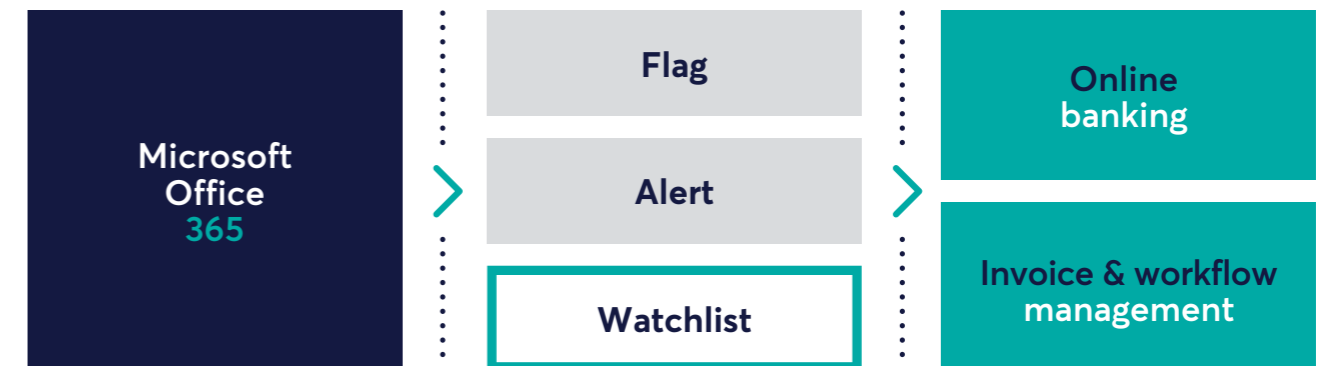 Microsoft
Office
365
Flag
Alert
Watchlist
Online
banking
Invoice & workflow
management